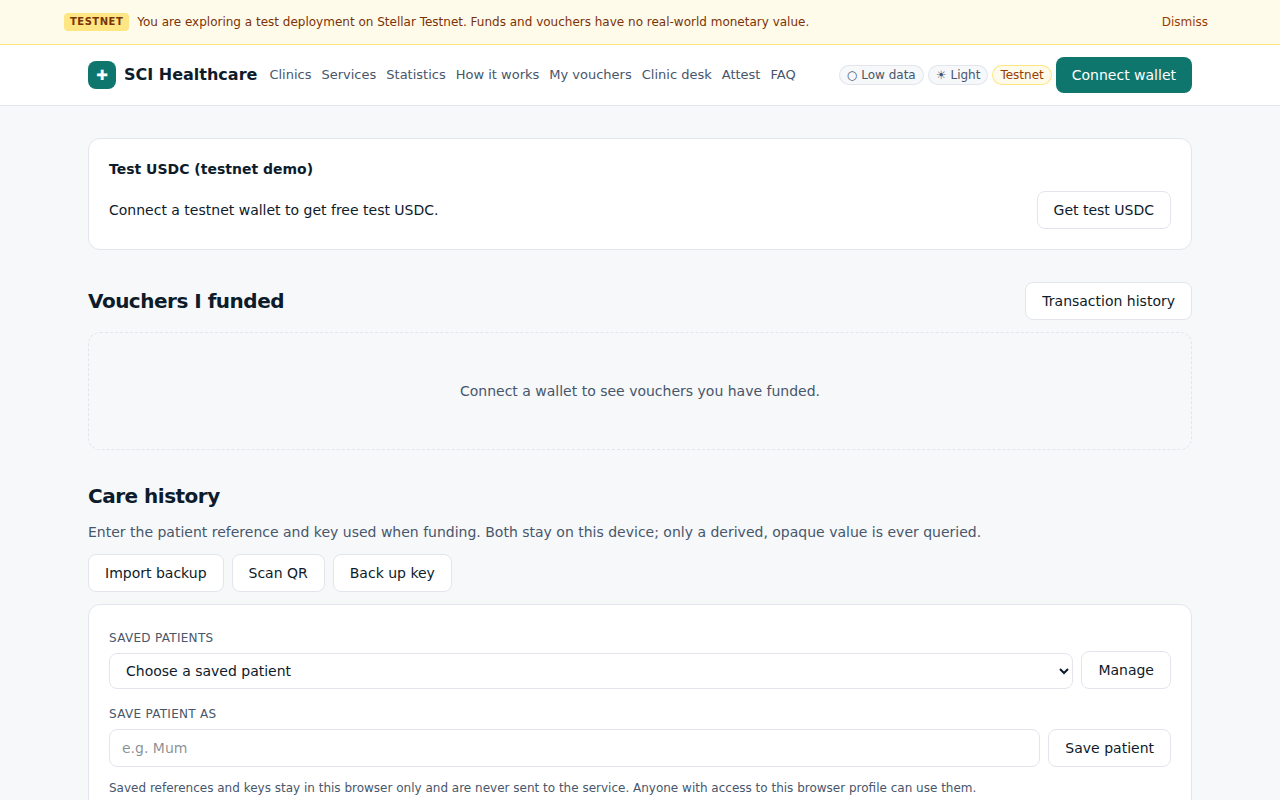 TESTNET You are exploring a test deployment on Stellar Testnet. Funds and vouchers have no real-world monetary value. Dismiss
SCI Healthcare Clinics Services Statistics How it works My vouchers Clinic desk Attest FAQ Low data Light Testnet Connect wallet
Test USDC (testnet demo)
Connect a testnet wallet to get free test USDC. Get test USDC
Vouchers I funded Transaction history
Connect a wallet to see vouchers you have funded.
Care history
Enter the patient reference and key used when funding. Both stay on this device; only a derived, opaque value is ever queried.
Import backup Scan QR Back up key
SAVED PATIENTS
Choose a saved patient Manage
SAVE PATIENT AS
e.g. Mum Save patient
Saved references and keys stay in this browser only and are never sent to the service. Anyone with access to this browser profile can use them.